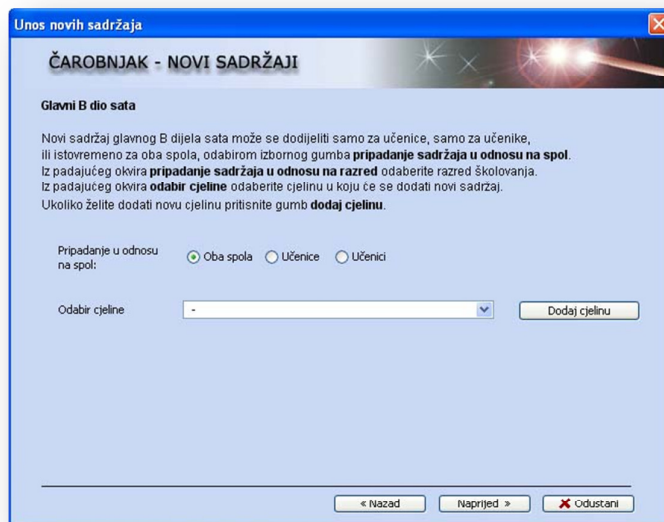 Unos novih sadržaja
ČAROBNJAK - NOVI SADRŽAJI
Glavni B dio sata
Novi sadržaj glavnog B dijela sata može se dodijeliti samo za učenice, samo za učenike,
ili istovremeno za oba spola, odabirom izbornog gumba pripadanje sadržaja u odnosu na spol.
Iz padajućeg okvira pripadanje sadržaja u odnosu na razred odaberite razred školovanja.
Iz padajućeg okvira odabir cjeline odaberite cjelinu u koju će se dodati novi sadržaj.
Ukoliko želite dodati novu cjelinu pritisnite gumb dodaj cjelinu.
Pripadanje u odnosu
na spol:
Oba spola Učenice Učenici
Odabir cjeline - Dodaj cjelinu
« Nazad Naprijed » Odustani